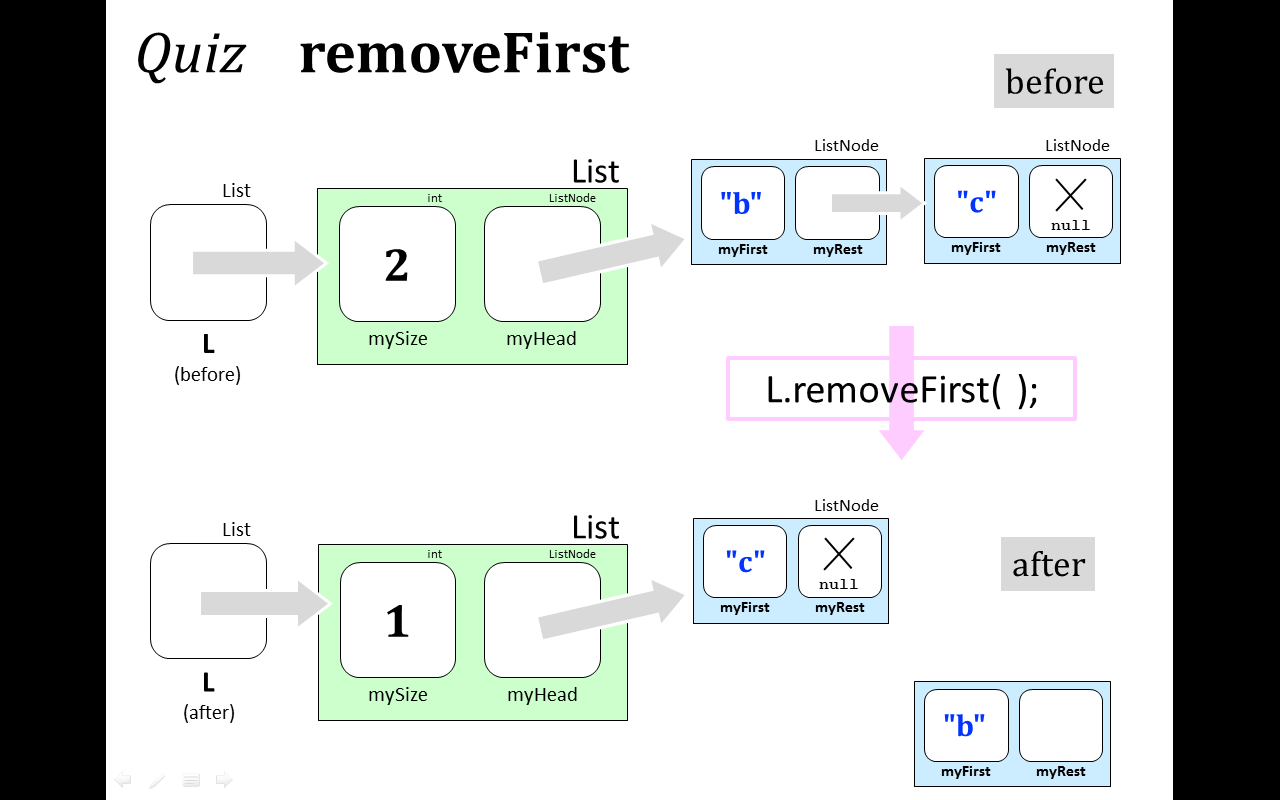 Quiz removeFirst
before
List
L
(before)
List
int
2
mySize
ListNode
myHead
ListNode
"b"
myFirst
myRest
ListNode
"c"
myFirst
null
myRest
L.removeFirst( );
List
L
(after)
List
int
1
mySize
ListNode
myHead
ListNode
"c"
myFirst
null
myRest
after
"b"
myFirst
myRest